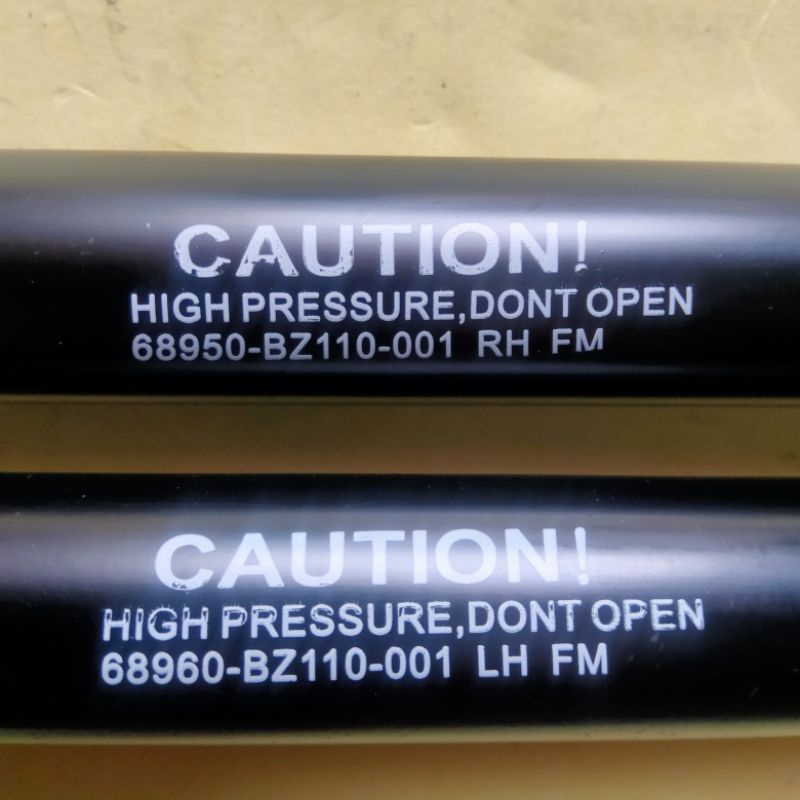 CAUTION!
HIGH PRESSURE,DONT OPEN
68950-BZ110-001 RH FM
CAUTION!
HIGH PRESSURE,DONT OPEN
68960-BZ110-001 LH FM